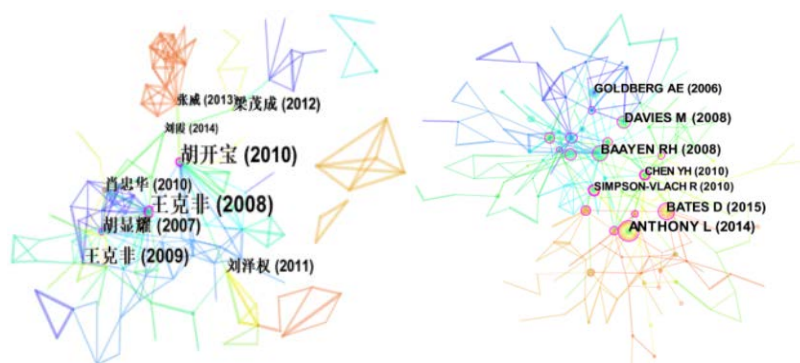 张威 (2013)
梁茂成 (2012)
刘霞 (2014)
胡开宝 (2010)
肖忠华 (2010)
王克非 (2008)
胡显耀 (2007)
王克非 (2009)
刘泽权 (2011)
GOLDBERG AE (2006)
DAVIES M (2008)
BAAYEN RH (2008)
CHEN YH (2010)
SIMPSON-VLACH R (2010)
BATES D (2015)
ANTHONY L (2014)